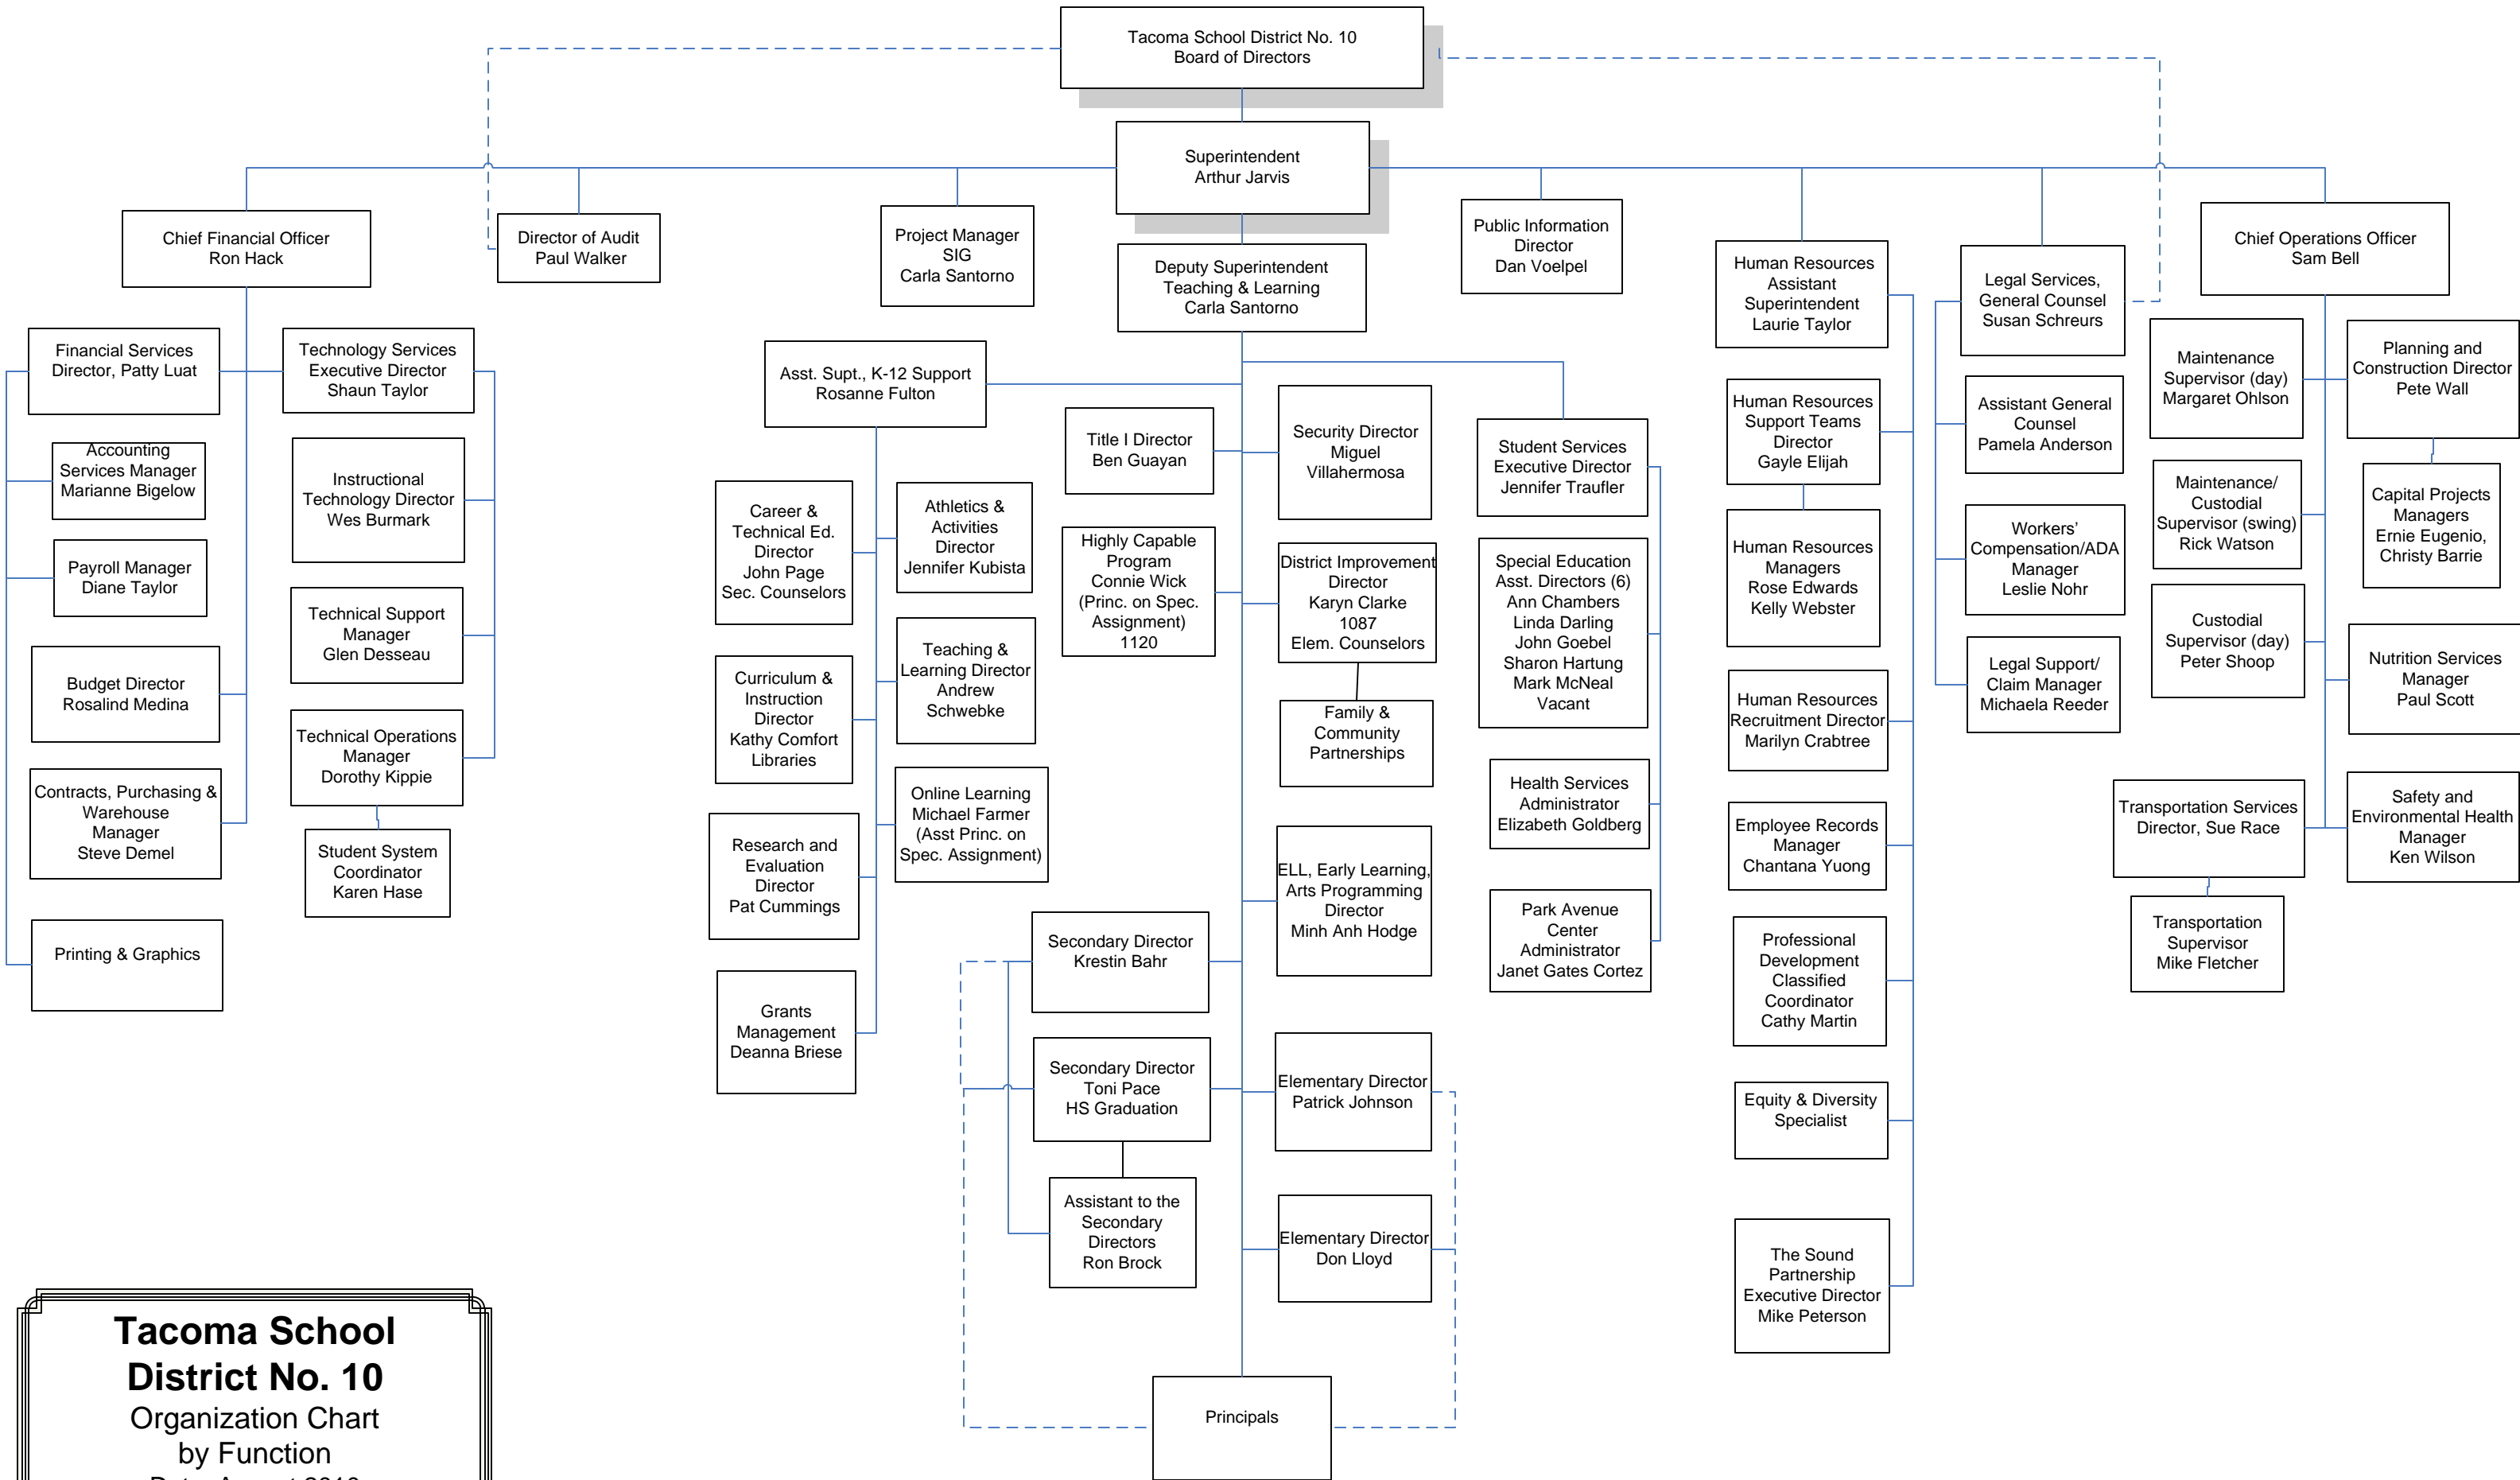 Tacoma School District No. 10
Board of Directors
Superintendent
Arthur Jarvis
Chief Financial Officer
Ron Hack
Director of Audit
Paul Walker
Project Manager
SIG
Carla Santorno
Deputy Superintendent
Teaching & Learning
Carla Santorno
Public Information
Director
Dan Voelpel
Human Resources
Assistant
Superintendent
Laurie Taylor
Legal Services,
General Counsel
Susan Schreurs
Chief Operations Officer
Sam Bell
Financial Services
Director, Patty Luat
Technology Services
Executive Director
Shaun Taylor
Accounting
Services Manager
Marianne Bigelow
Instructional
Technology Director
Wes Burmark
Payroll Manager
Diane Taylor
Technical Support
Manager
Glen Desseau
Budget Director
Rosalind Medina
Technical Operations
Manager
Dorothy Kippie
Contracts, Purchasing &
Warehouse
Manager
Steve Demel
Student System
Coordinator
Karen Hase
Printing & Graphics
Asst. Supt., K-12 Support
Rosanne Fulton
Career &
Technical Ed.
Director
John Page
Sec. Counselors
Athletics &
Activities
Director
Jennifer Kubista
Curriculum &
Instruction
Director
Kathy Comfort
Libraries
Teaching &
Learning Director
Andrew
Schwebke
Research and
Evaluation
Director
Pat Cummings
Online Learning
Michael Farmer
(Asst Princ. on
Spec. Assignment)
Grants
Management
Deanna Briese
Title I Director
Ben Guayan
Security Director
Miguel
Villahermosa
Highly Capable
Program
Connie Wick
(Princ. on Spec.
Assignment)
1120
District Improvement
Director
Karyn Clarke
1087
Elem. Counselors
Family &
Community
Partnerships
ELL, Early Learning,
Arts Programming
Director
Minh Anh Hodge
Secondary Director
Krestin Bahr
Secondary Director
Toni Pace
HS Graduation
Elementary Director
Patrick Johnson
Assistant to the
Secondary
Directors
Ron Brock
Elementary Director
Don Lloyd
Principals
Student Services
Executive Director
Jennifer Traufler
Special Education
Asst. Directors (6)
Ann Chambers
Linda Darling
John Goebel
Sharon Hartung
Mark McNeal
Vacant
Health Services
Administrator
Elizabeth Goldberg
Park Avenue
Center
Administrator
Janet Gates Cortez
Human Resources
Support Teams
Director
Gayle Elijah
Human Resources
Managers
Rose Edwards
Kelly Webster
Human Resources
Recruitment Director
Marilyn Crabtree
Employee Records
Manager
Chantana Yuong
Professional
Development
Classified
Coordinator
Cathy Martin
Equity & Diversity
Specialist
The Sound
Partnership
Executive Director
Mike Peterson
Assistant General
Counsel
Pamela Anderson
Workers'
Compensation/ADA
Manager
Leslie Nohr
Legal Support/
Claim Manager
Michaela Reeder
Maintenance
Supervisor (day)
Margaret Ohlson
Planning and
Construction Director
Pete Wall
Maintenance/
Custodial
Supervisor (swing)
Rick Watson
Capital Projects
Managers
Ernie Eugenio,
Christy Barrie
Custodial
Supervisor (day)
Peter Shoop
Nutrition Services
Manager
Paul Scott
Transportation Services
Director, Sue Race
Safety and
Environmental Health
Manager
Ken Wilson
Transportation
Supervisor
Mike Fletcher
Tacoma School
District No. 10
Organization Chart
by Function